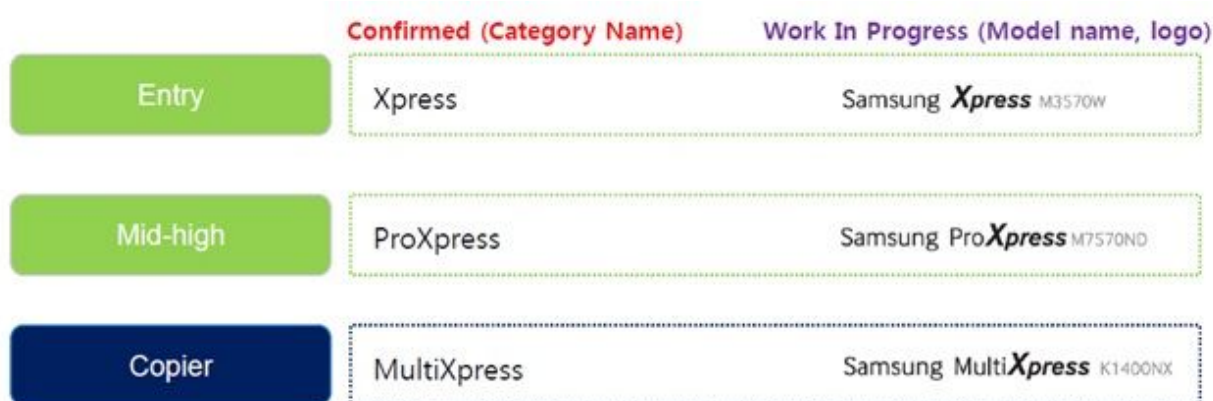 Confirmed (Category Name) Work In Progress (Model name, logo)
Entry Xpress Samsung Xpress M3570W
Mid-high ProXpress Samsung ProXpress M7570ND
Copier MultiXpress Samsung MultiXpress K1400NX